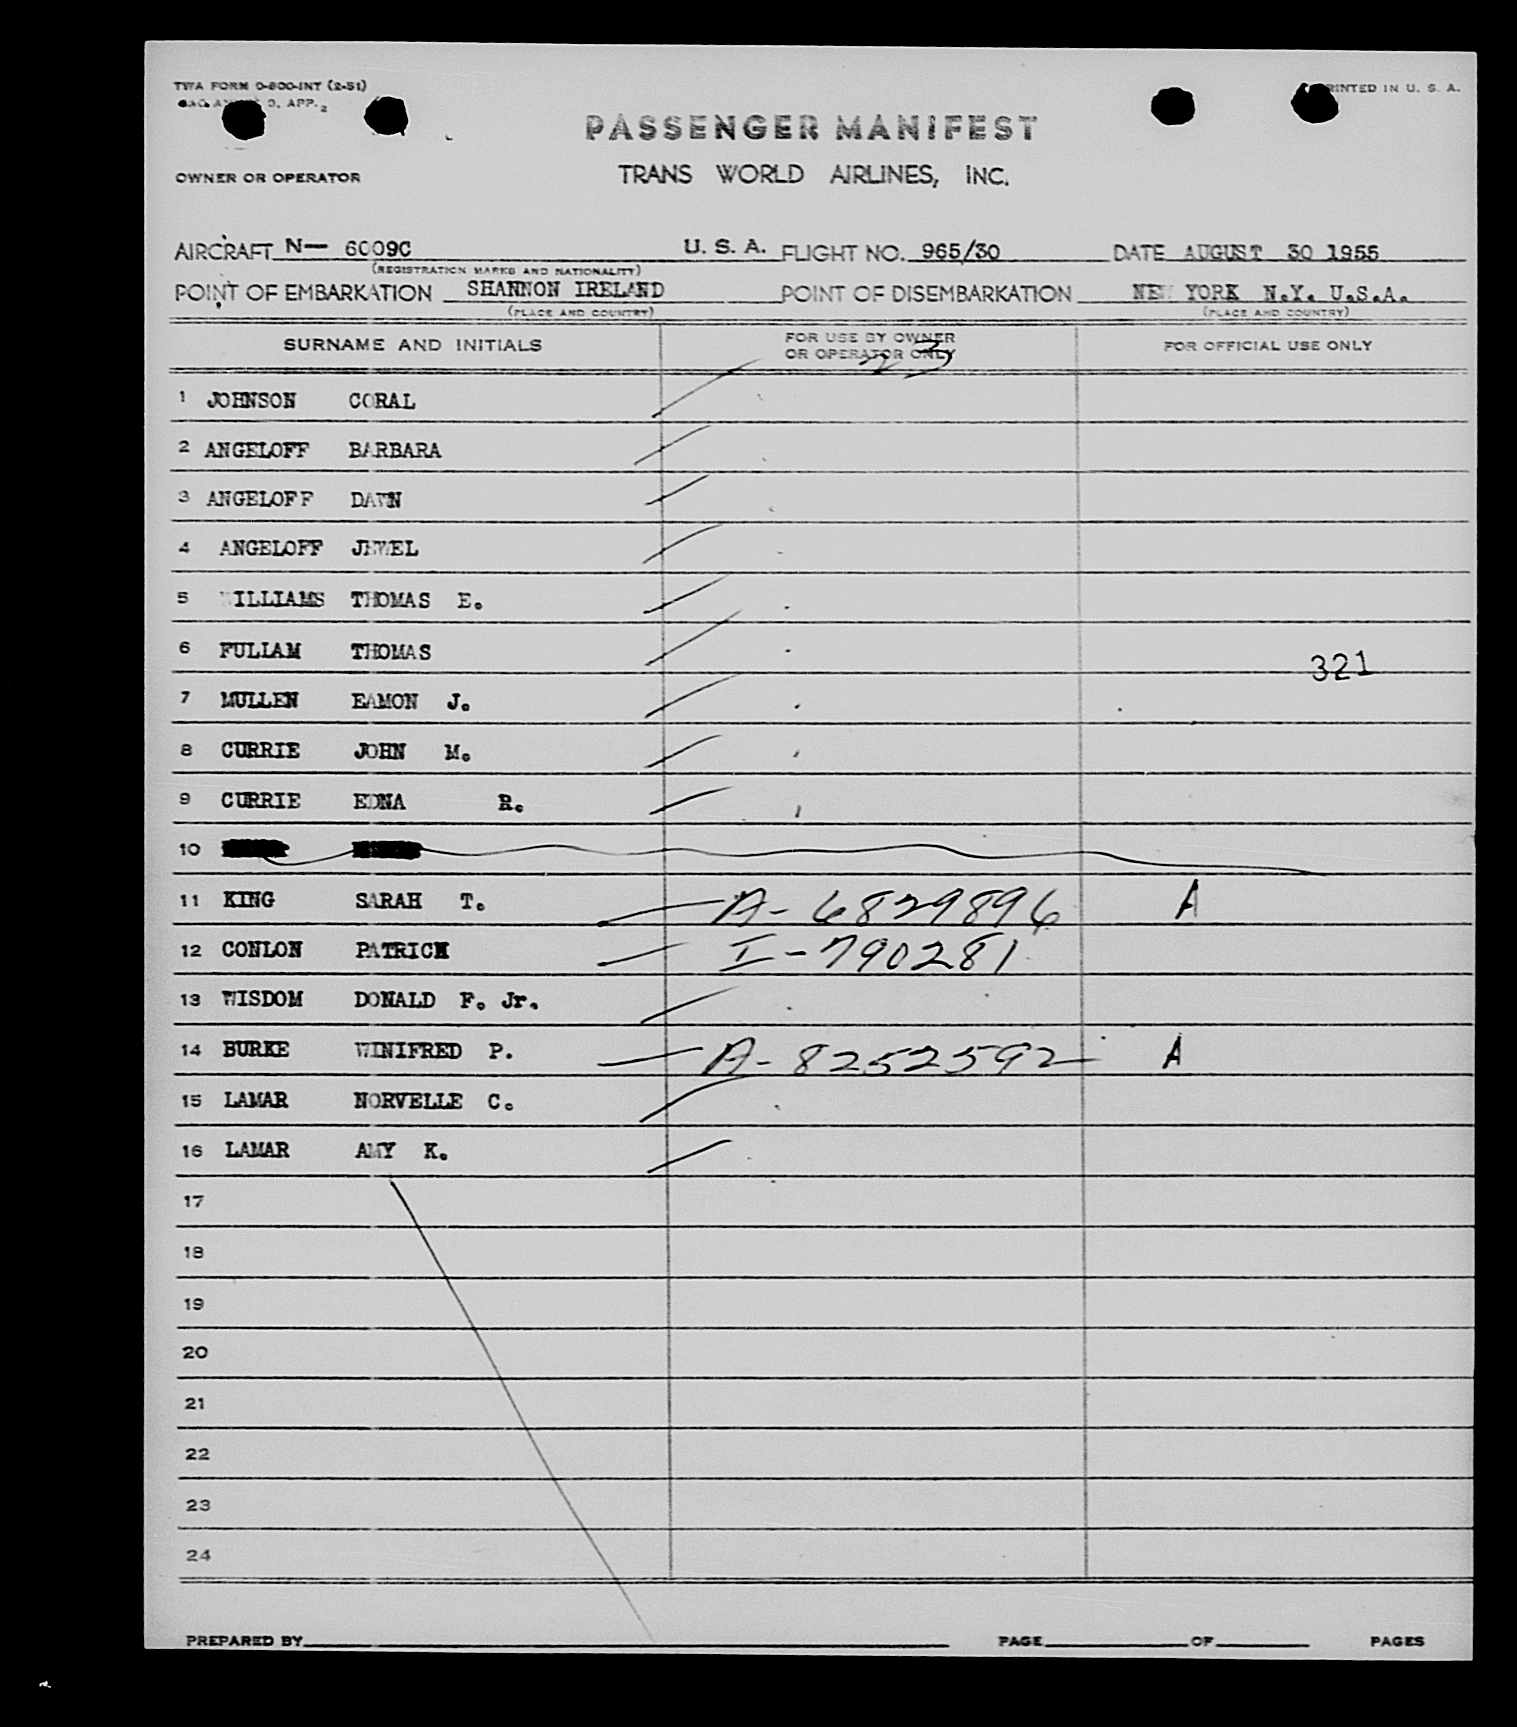 TWA FORM O-800-INT (2-51)
D. APP. 2
PRINTED IN U. S. A.
PASSENGER MANIFEST
OWNER OR OPERATOR
TRANS WORLD AIRLINES, INC.
AIRCRAFT N— 6009C U. S. A. FLIGHT NO. 965/30 DATE AUGUST 30 1955
(REGISTRATION MARKS AND NATIONALITY)
POINT OF EMBARKATION SHANNON IRELAND POINT OF DISEMBARKATION NEW YORK N.Y. U.S.A.
(PLACE AND COUNTRY) (PLACE AND COUNTRY)
SURNAME AND INITIALS FOR USE BY OWNER OR OPERATOR ONLY FOR OFFICIAL USE ONLY
1 JOHNSON CORAL
2 ANGELOFF BARBARA
3 ANGELOFF DAWN
4 ANGELOFF JEWEL
5 WILLIAMS THOMAS E.
6 FULLAM THOMAS 321
7 MULLEN EAMON J.
8 CURRIE JOHN M.
9 CURRIE EDNA R.
10
11 KING SARAH T. A-6829896 A
12 CONLON PATRICK I-790281
13 WISDOM DONALD F. Jr.
14 BURKE WINIFRED P. A-8252592 A
15 LAMAR NORVELLE C.
16 LAMAR AMY K.
17
18
19
20
21
22
23
24
PREPARED BY PAGE OF PAGES